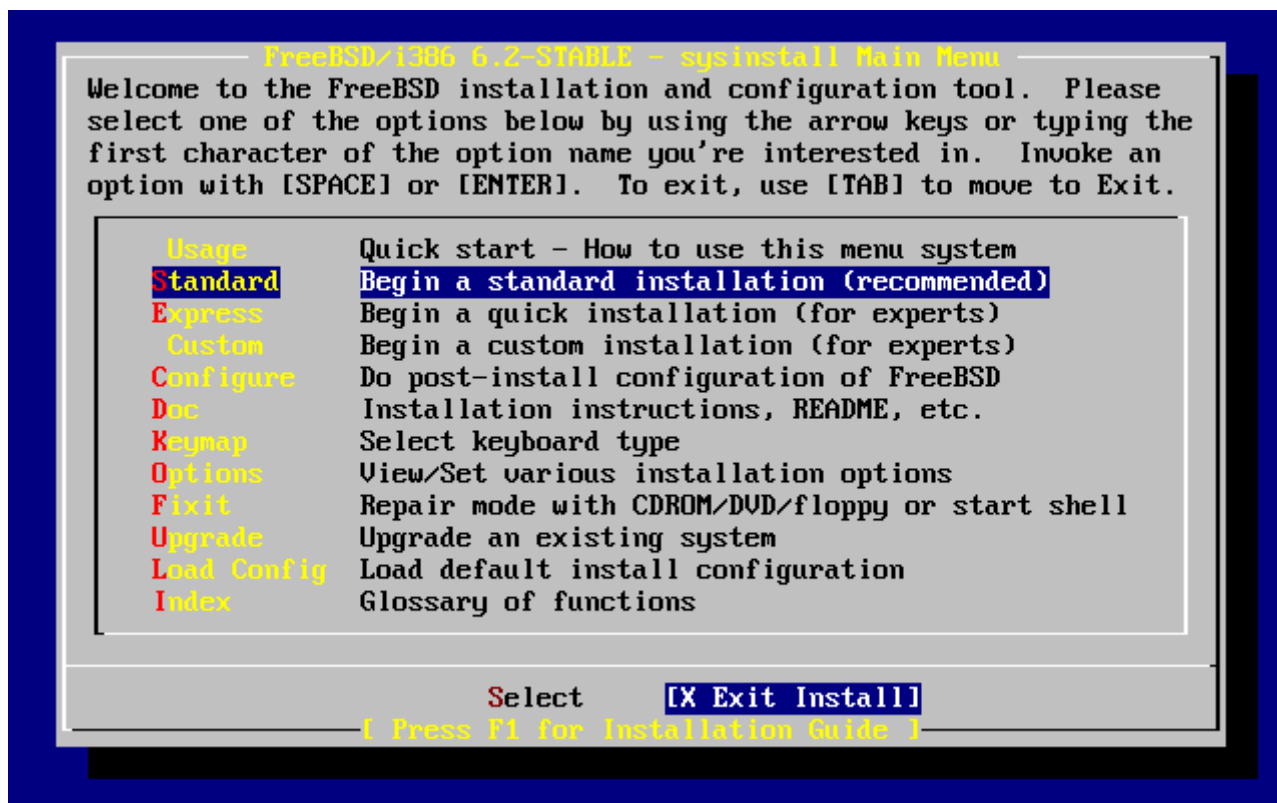 FreeBSD/i386 6.2-STABLE - sysinstall Main Menu
Welcome to the FreeBSD installation and configuration tool.  Please
select one of the options below by using the arrow keys or typing the
first character of the option name you're interested in.  Invoke an
option with [SPACE] or [ENTER].  To exit, use [TAB] to move to Exit.
Usage Quick start - How to use this menu system
Standard Begin a standard installation (recommended)
Express Begin a quick installation (for experts)
Custom Begin a custom installation (for experts)
Configure Do post-install configuration of FreeBSD
Doc Installation instructions, README, etc.
Keymap Select keyboard type
Options View/Set various installation options
Fixit Repair mode with CDROM/DVD/floppy or start shell
Upgrade Upgrade an existing system
Load Config Load default install configuration
Index Glossary of functions
Select [X Exit Install]
[ Press F1 for Installation Guide ]